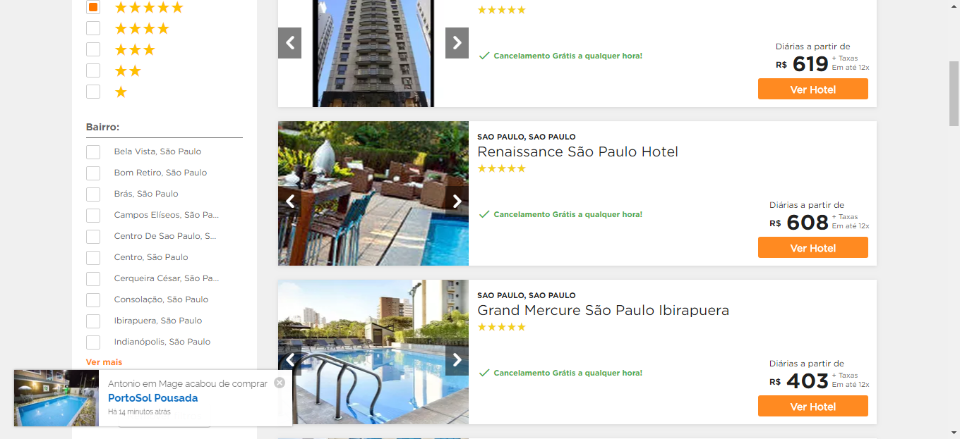 Bairro:
Bela Vista, São Paulo
Bom Retiro, São Paulo
Brás, São Paulo
Campos Elíseos, São Pa...
Centro De Sao Paulo, S...
Centro, São Paulo
Cerqueira César, São Pa...
Consolação, São Paulo
Ibirapuera, São Paulo
Indianópolis, São Paulo
Ver mais
Antonio em Mage acabou de comprar
PortoSol Pousada
Há 14 minutos atrás
Cancelamento Grátis a qualquer hora!
Diárias a partir de
R$ 619 + Taxas
Em até 12x
Ver Hotel
SAO PAULO, SAO PAULO
Renaissance São Paulo Hotel
Cancelamento Grátis a qualquer hora!
Diárias a partir de
R$ 608 + Taxas
Em até 12x
Ver Hotel
SAO PAULO, SAO PAULO
Grand Mercure São Paulo Ibirapuera
Cancelamento Grátis a qualquer hora!
Diárias a partir de
R$ 403 + Taxas
Em até 12x
Ver Hotel